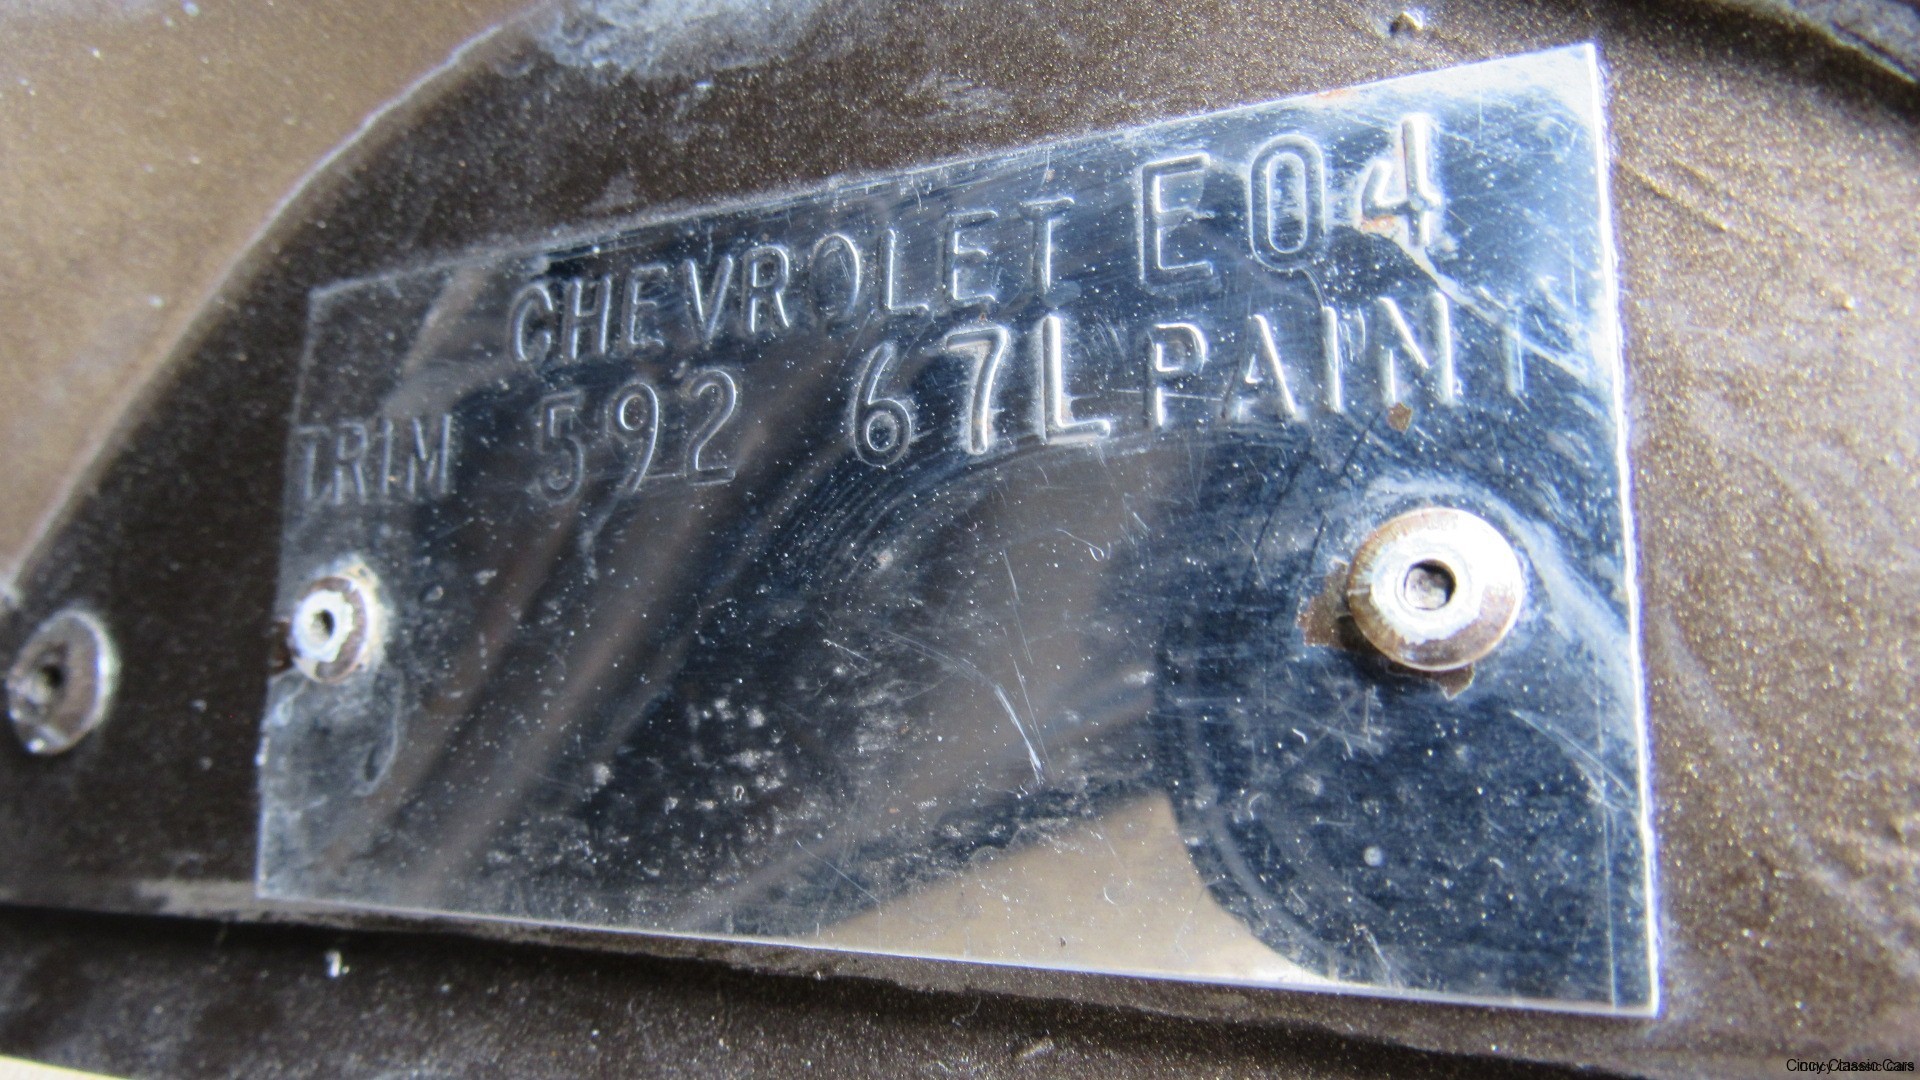 CHEVROLET E04
TRIM 592 67L PAINT
Cincy Classic Cars